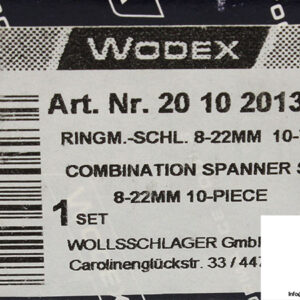 WODEX
Art. Nr. 20 10 2013
RINGM.-SCHL. 8-22MM 10-
COMBINATION SPANNER
8-22MM 10-PIECE
1 SET
WOLLSSCHLAGER GmbH
Carolinenglückstr. 33 / 447